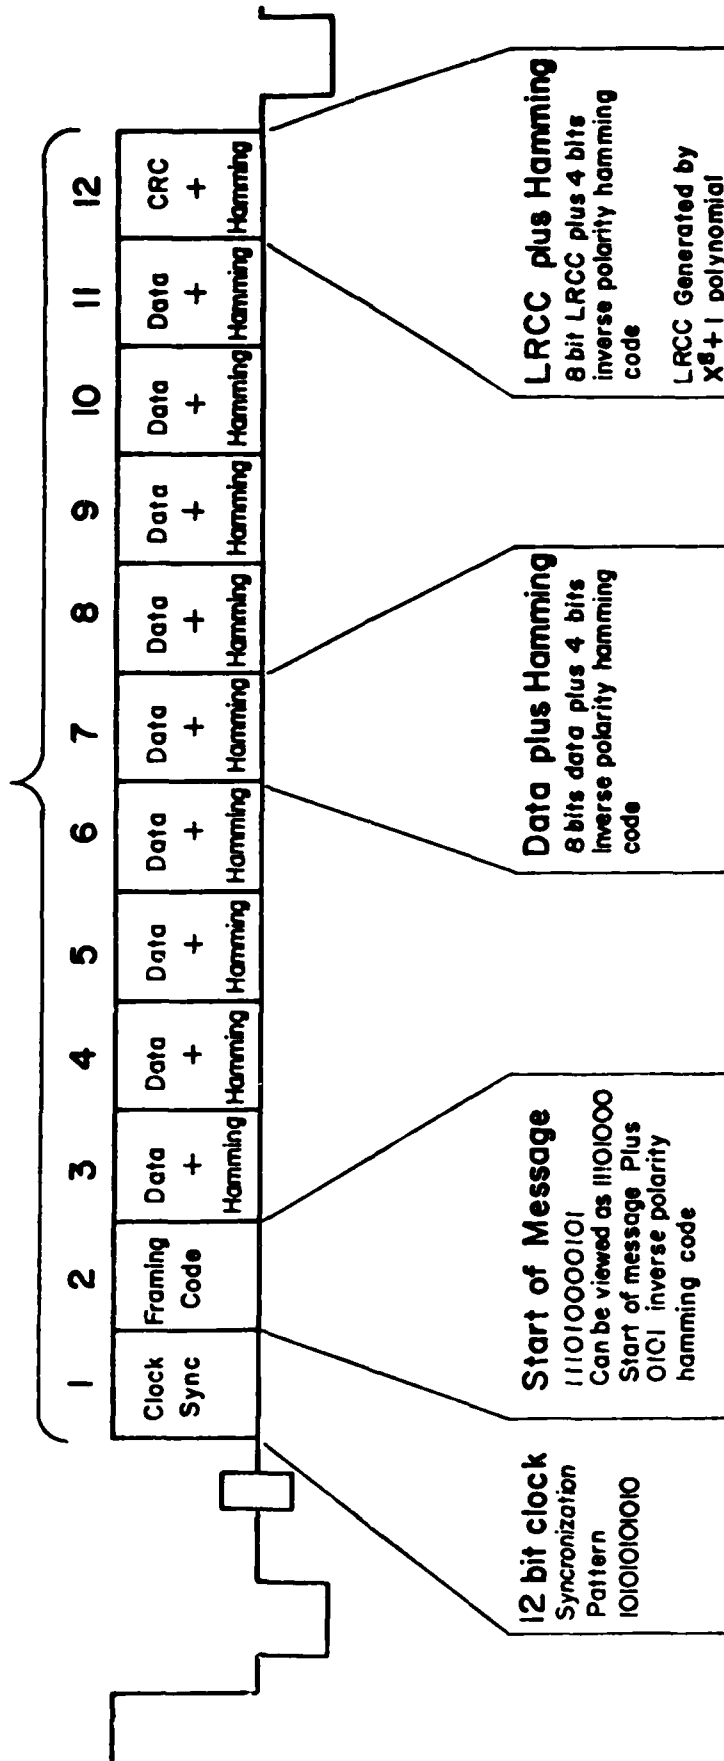 1 2 3 4 5 6 7 8 9 10 11 12
Clock
Sync
Framing
Code
Data
+
Hamming
Data
+
Hamming
Data
+
Hamming
Data
+
Hamming
Data
+
Hamming
Data
+
Hamming
Data
+
Hamming
Data
+
Hamming
Data
+
Hamming
CRC
+
Hamming
12 bit clock
Syncronization
Pattern
101010101010
Start of Message
111010000101
Can be viewed as 11101000
Start of message Plus
0101 inverse polarity
hamming code
Data plus Hamming
8 bits data plus 4 bits
inverse polarity hamming
code
LRCC plus Hamming
8 bit LRCC plus 4 bits
inverse polarity hamming
code
LRCC Generated by
X⁸+1 polynomial